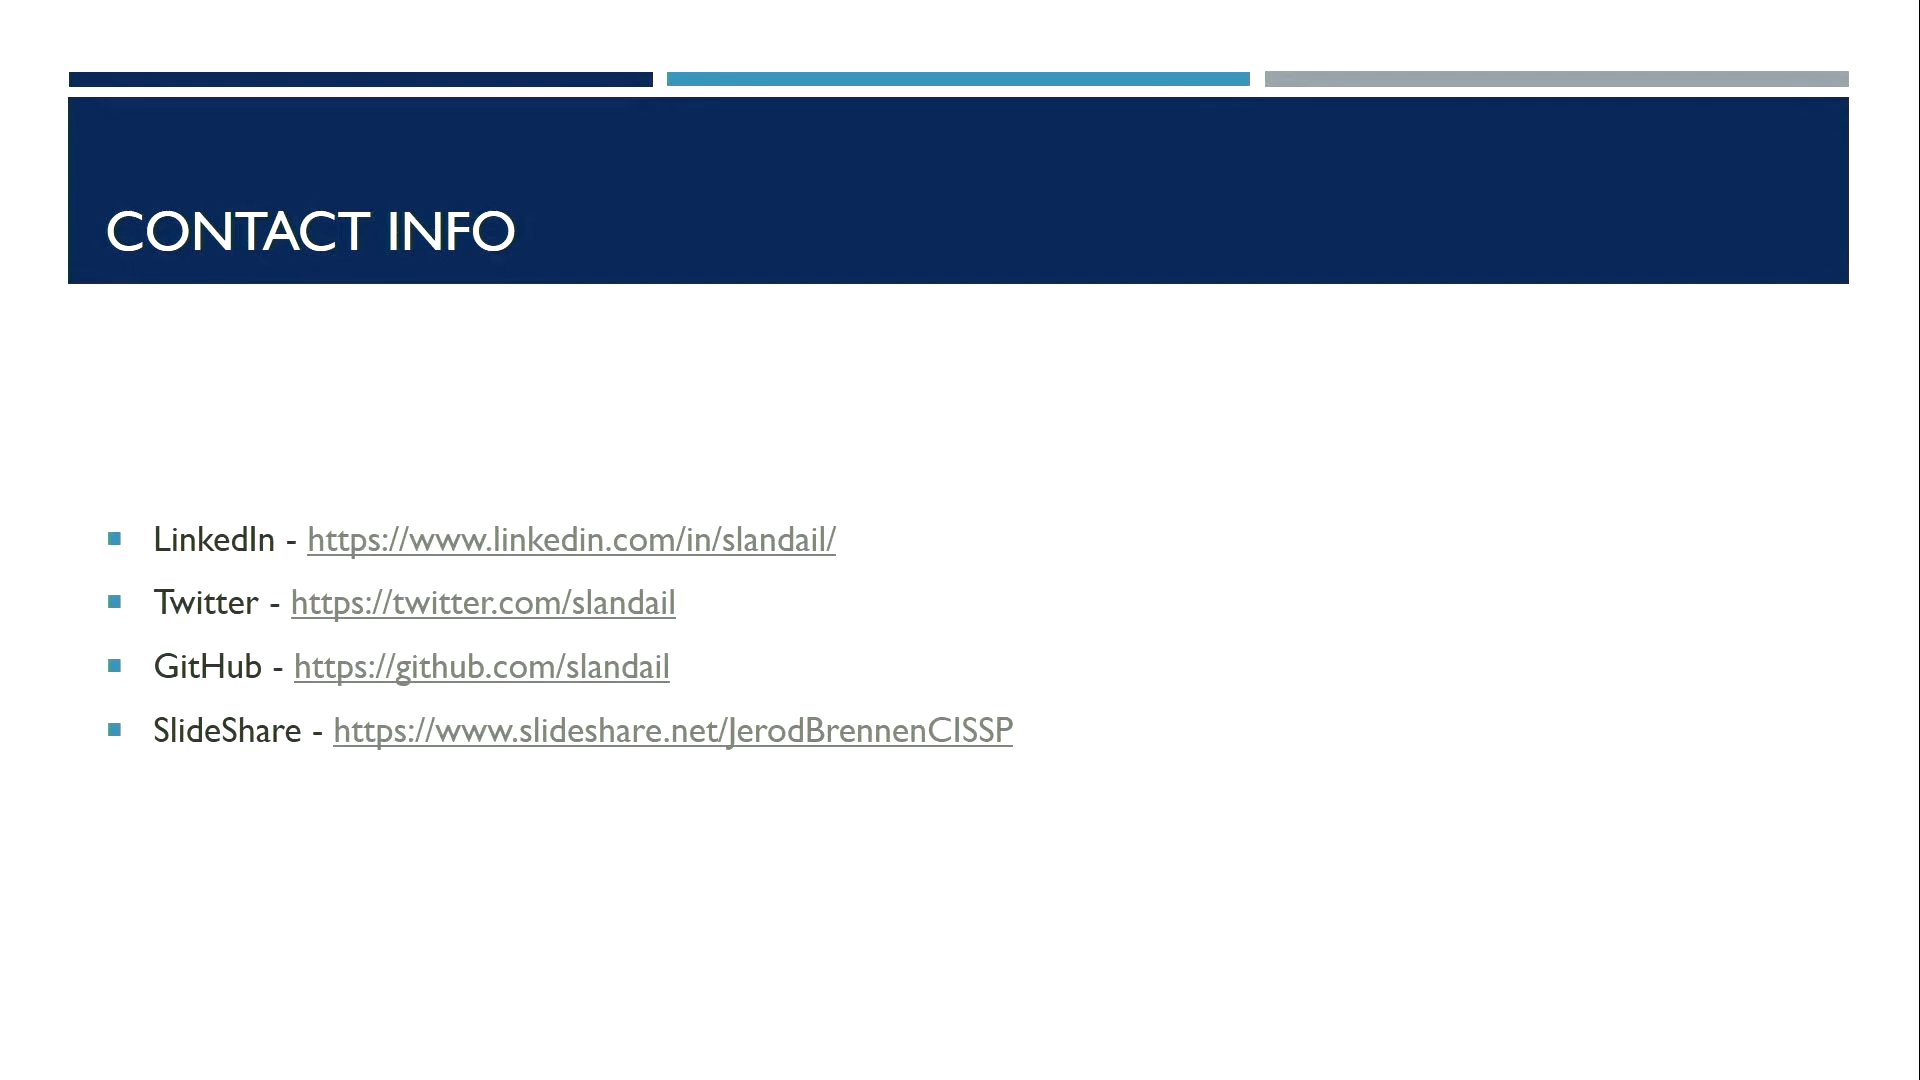 CONTACT INFO
LinkedIn - https://www.linkedin.com/in/slandail/
Twitter - https://twitter.com/slandail
GitHub - https://github.com/slandail
SlideShare - https://www.slideshare.net/JerodBrennenCISSP